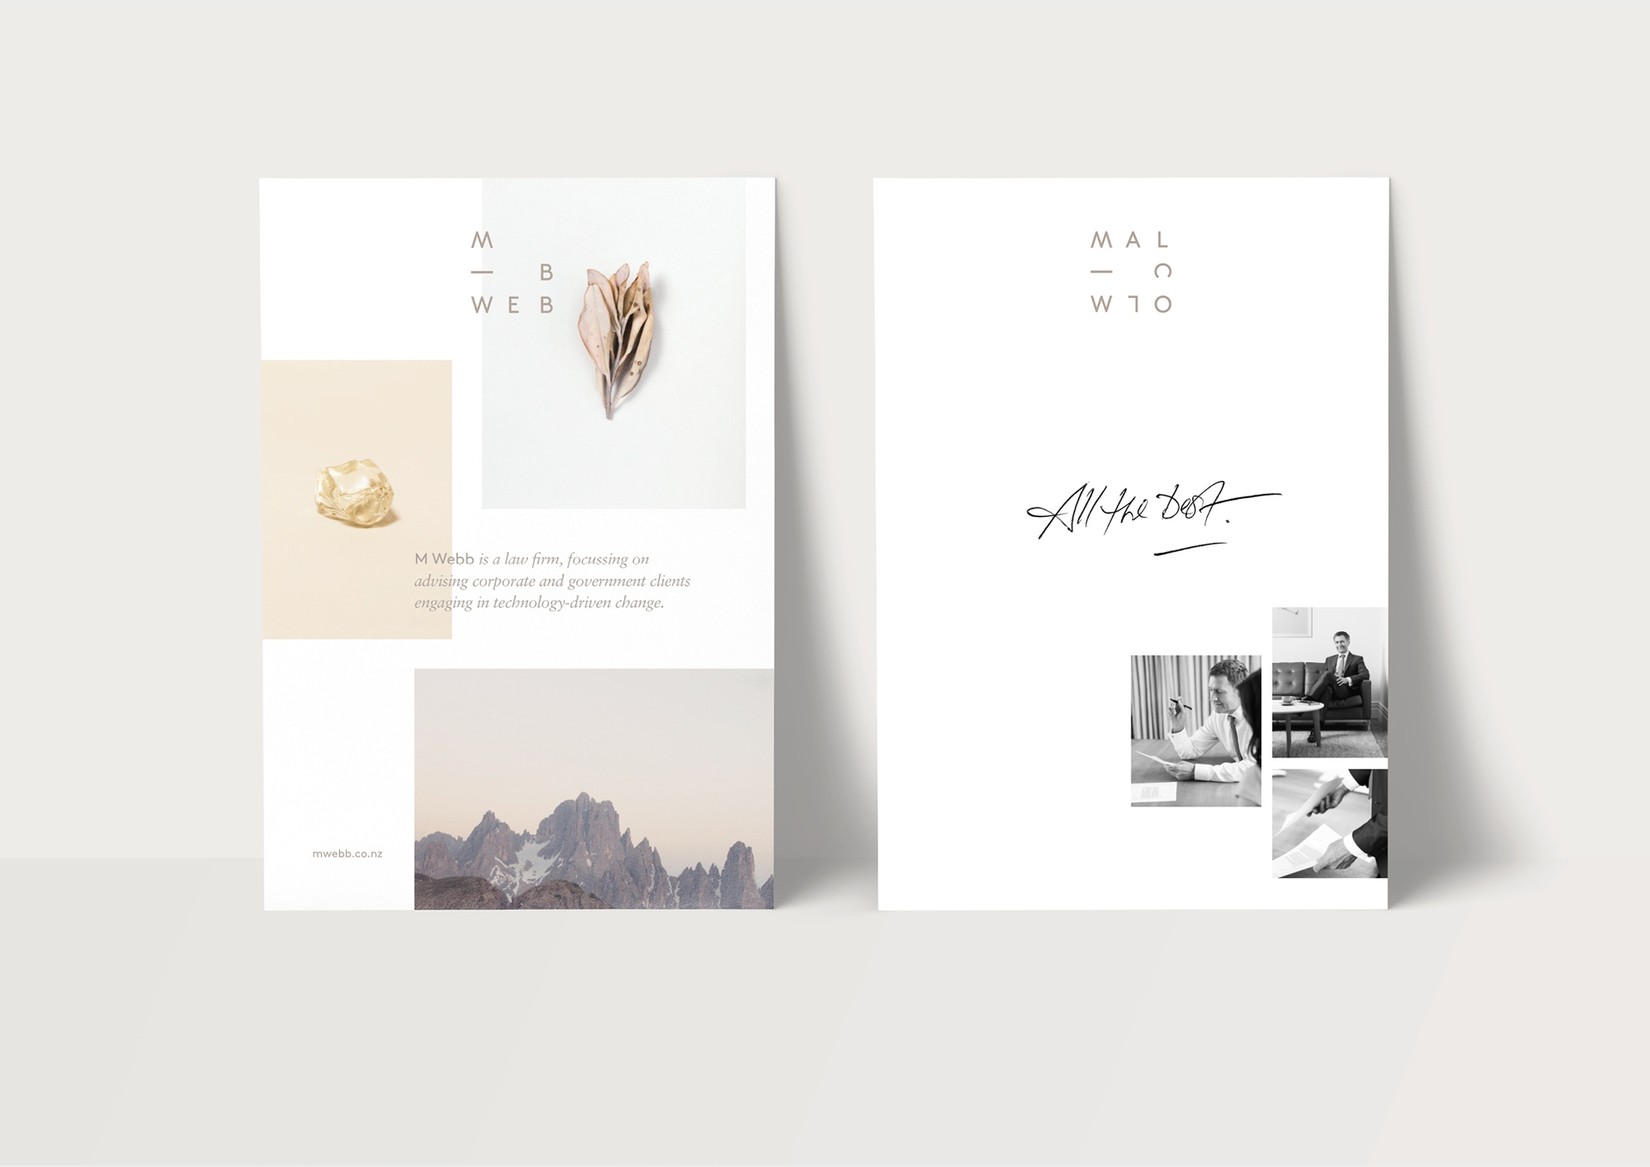 M
— B
WEB
M Webb is a law firm, focussing on
advising corporate and government clients
engaging in technology-driven change.
mwebb.co.nz
MAL
— C
WLO
All the Best.